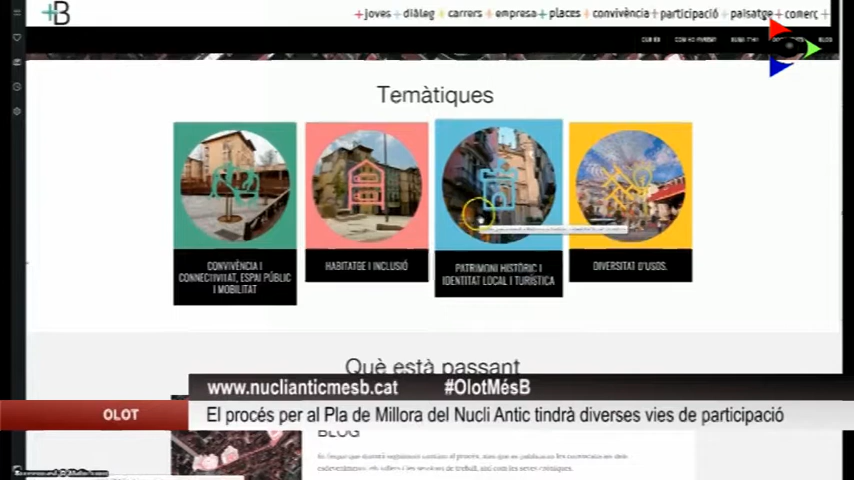 +B
+joves +diàleg +carrers +empresa +places +convivència +participació +paisatge +comerç +
BLOG
Temàtiques
CONVIVÈNCIA I
CONNECTIVITAT, ESPAI PÚBLIC
I MOBILITAT
HABITATGE I INCLUSIÓ
PATRIMONI HISTÒRIC I
IDENTITAT LOCAL I TURÍSTICA
DIVERSITAT D'USOS.
Què està passant
www.nuclianticmesb.cat #OlotMésB
OLOT
El procés per al Pla de Millora del Nucli Antic tindrà diverses vies de participació
BLOG